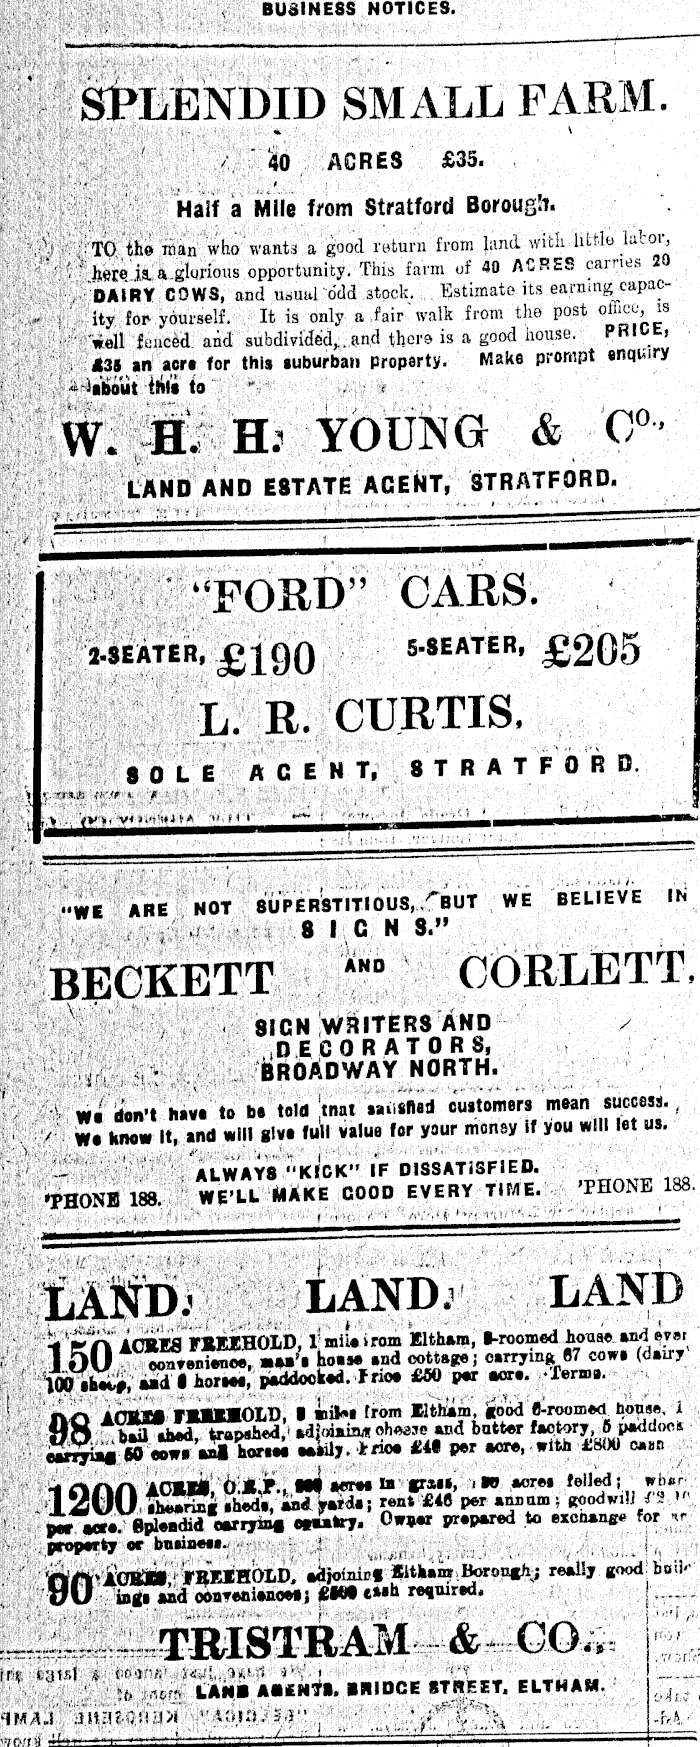 BUSINESS NOTICES.
SPLENDID SMALL FARM.
40 ACRES £35.
Half a Mile from Stratford Borough.
TO the man who wants a good return from land with little labor,
here is a glorious opportunity. This farm of 40 ACRES carries 20
DAIRY COWS, and usual odd stock. Estimate its earning capac-
ity for yourself. It is only a fair walk from the post office, is
well fenced and subdivided, and there is a good house. PRICE,
£35 an acre for this suburban property. Make prompt enquiry
about this to
W. H. H. YOUNG & CO.,
LAND AND ESTATE AGENT, STRATFORD.
"FORD" CARS.
2-SEATER, £190 5-SEATER, £205
L. R. CURTIS,
SOLE AGENT, STRATFORD.
"WE ARE NOT SUPERSTITIOUS, BUT WE BELIEVE IN
SIGNS."
BECKETT AND CORLETT,
SIGN WRITERS AND
DECORATORS,
BROADWAY NORTH.
We don't have to be told that satisfied customers mean success.
We know it, and will give full value for your money if you will let us.
ALWAYS "KICK" IF DISSATISFIED.
'PHONE 188. WE'LL MAKE GOOD EVERY TIME. 'PHONE 188.
LAND. LAND. LAND
150 ACRES FREEHOLD, 1 mile from Eltham, -roomed house and ever
convenience, man's house and cottage; carrying 67 cows (dairy
100 sheep, and horses, paddocked. Price £50 per acre. Terms.
98 ACRES FREEHOLD, miles from Eltham, good 6-roomed house,
bail shed, trapshed, adjoining cheese and butter factory, 5 paddock
carrying 50 cows and horses easily. Price per acre, with £800 cash
1200 ACRES, O.R.P., acres in grass, acres felled;
shearing sheds, and yards; rent £46 per annum; goodwill
per acre. Splendid carrying country. Owner prepared to exchange for
property or business.
90 ACRES, FREEHOLD, adjoining Eltham Borough; really good
ings and conveniences; cash required.
TRISTRAM & CO.,
LAND AGENTS, BRIDGE STREET, ELTHAM.